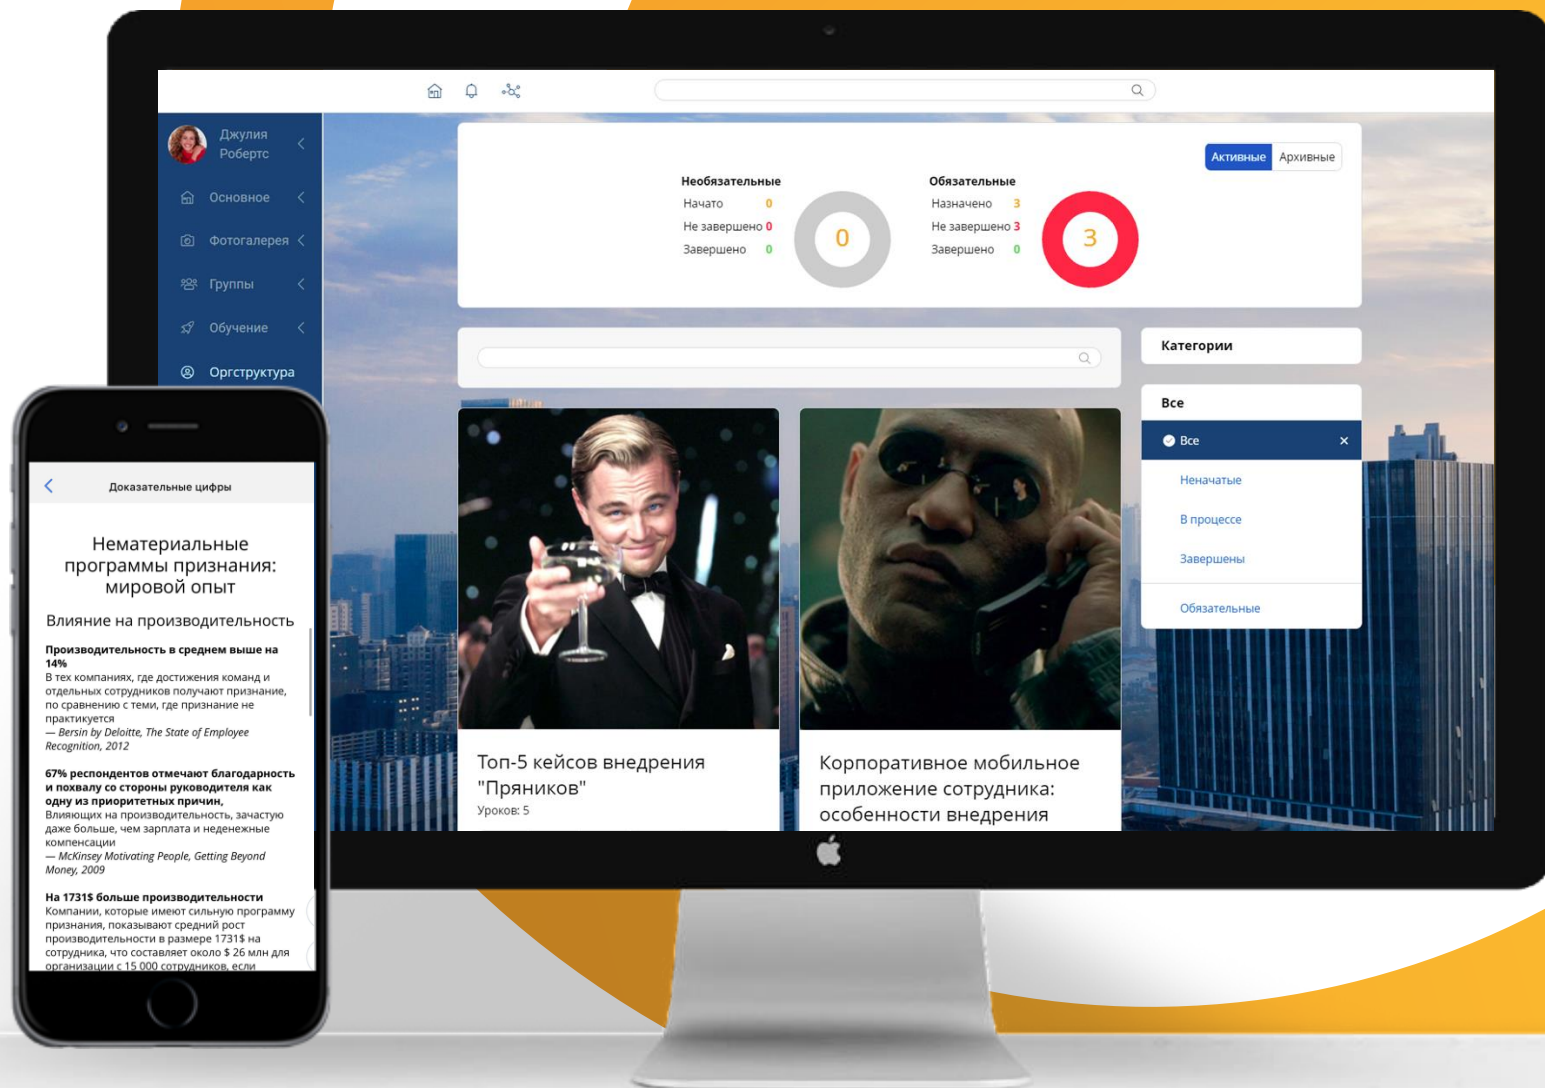 Джулия
Робертс
Основное
Фотогалерея
Группы
Обучение
Оргструктура
Активные Архивные
Необязательные
Начато 0
Не завершено 0
Завершено 0
0
Обязательные
Назначено 3
Не завершено 3
Завершено 0
3
Категории
Все
Все
Неначатые
В процессе
Завершены
Обязательные
Топ-5 кейсов внедрения
"Пряников"
Уроков: 5
Корпоративное мобильное
приложение сотрудника:
особенности внедрения
Доказательные цифры
Нематериальные
программы признания:
мировой опыт
Влияние на производительность
Производительность в среднем выше на
14%
В тех компаниях, где достижения команд и
отдельных сотрудников получают признание,
по сравнению с теми, где признание не
практикуется
— Bersin by Deloitte, The State of Employee
Recognition, 2012
67% респондентов отмечают благодарность
и похвалу со стороны руководителя как
одну из приоритетных причин,
Влияющих на производительность, зачастую
даже больше, чем зарплата и неденежные
компенсации
— McKinsey Motivating People, Getting Beyond
Money, 2009
На 1731$ больше производительности
Компании, которые имеют сильную программу
признания, показывают средний рост
производительности в размере 1731$ на
сотрудника, что составляет около $ 26 млн для
организации с 15 000 сотрудников, если